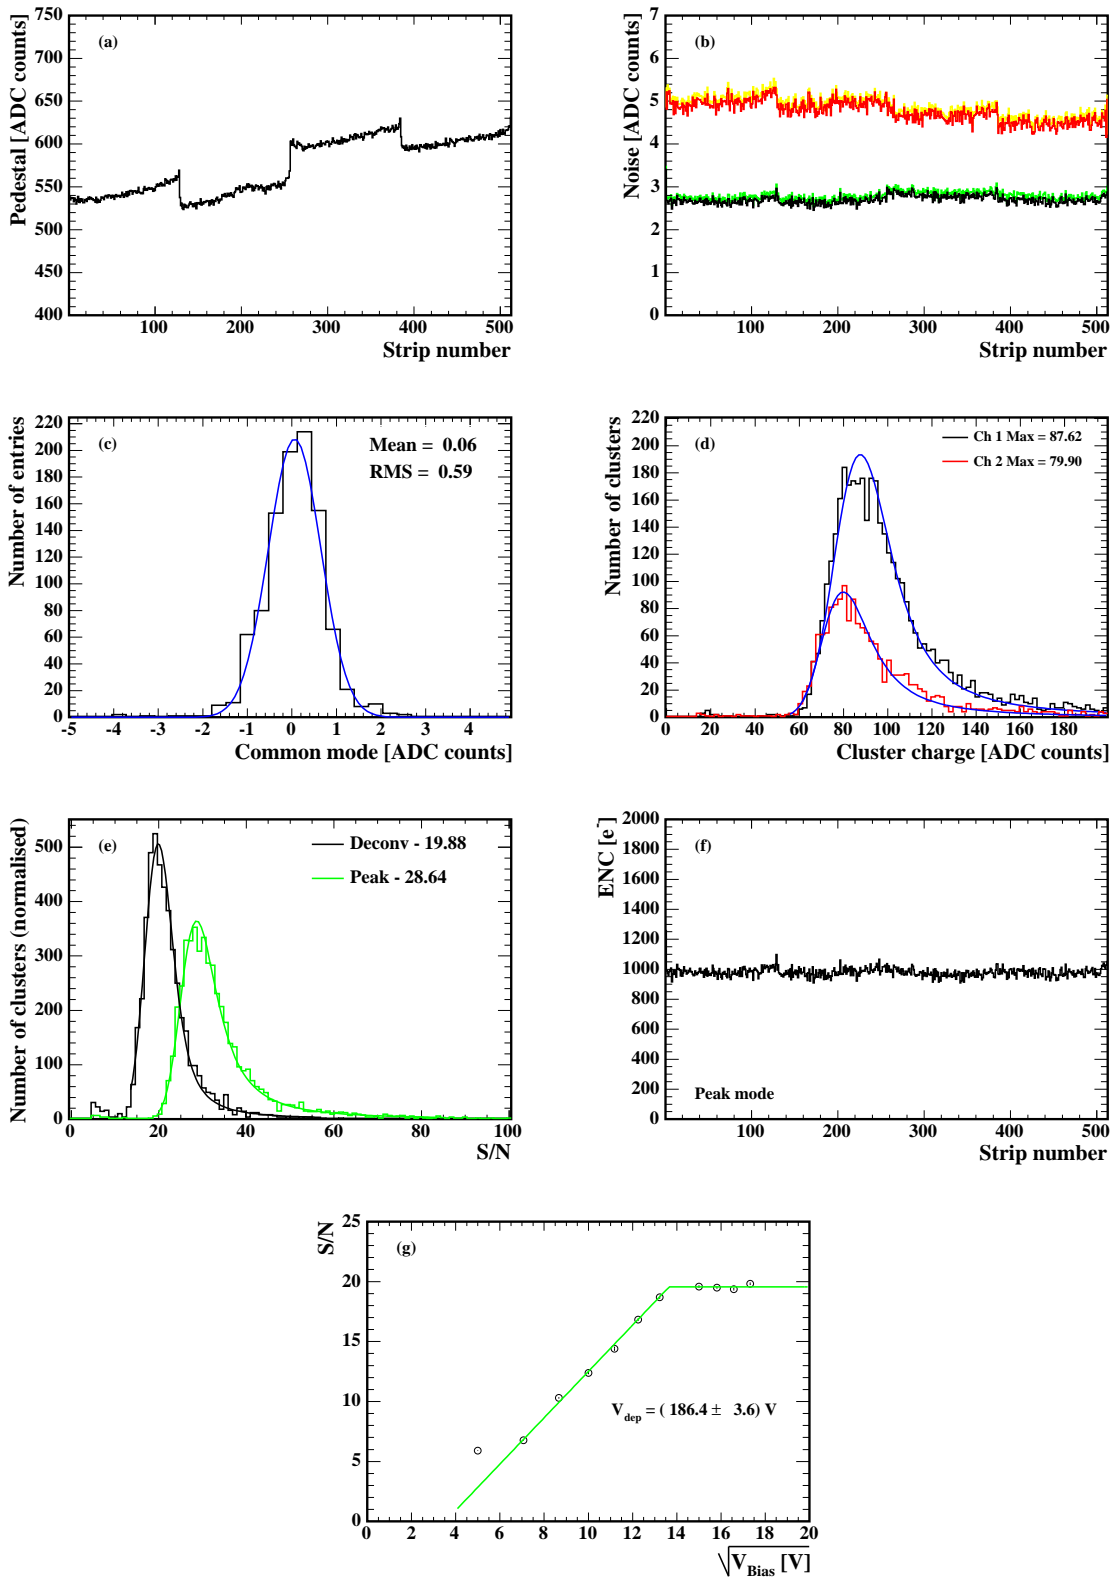 (a)
Pedestal [ADC counts]
750
700
650
600
550
500
450
400
100 200 300 400 500
Strip number
(b)
Noise [ADC counts]
7
6
5
4
3
2
1
0
100 200 300 400 500
Strip number
(c)
Number of entries
Mean = 0.06
RMS = 0.59
220
200
180
160
140
120
100
80
60
40
20
0
-5 -4 -3 -2 -1 0 1 2 3 4
Common mode [ADC counts]
(d)
Number of clusters
Ch 1 Max = 87.62
Ch 2 Max = 79.90
220
200
180
160
140
120
100
80
60
40
20
0
0 20 40 60 80 100 120 140 160 180
Cluster charge [ADC counts]
(e)
Number of clusters (normalised)
Deconv - 19.88
Peak - 28.64
500
400
300
200
100
0
0 20 40 60 80 100
S/N
(f)
ENC [e-]
2000
1800
1600
1400
1200
1000
800
600
400
200
0
Peak mode
100 200 300 400 500
Strip number
(g)
S/N
25
20
15
10
5
0
V_dep = ( 186.4 ± 3.6) V
0 2 4 6 8 10 12 14 16 18 20
√V_Bias [V]